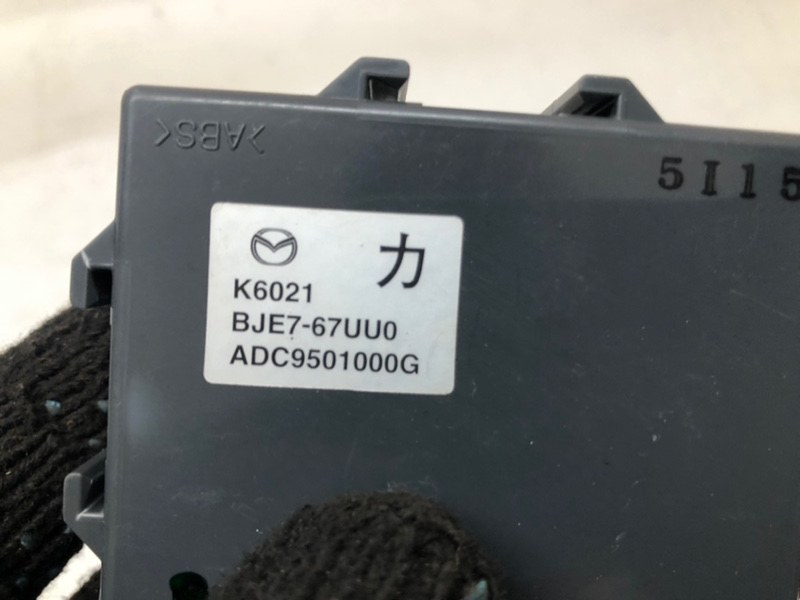 >ABS<
5I15
カ
K6021
BJE7-67UU0
ADC9501000G